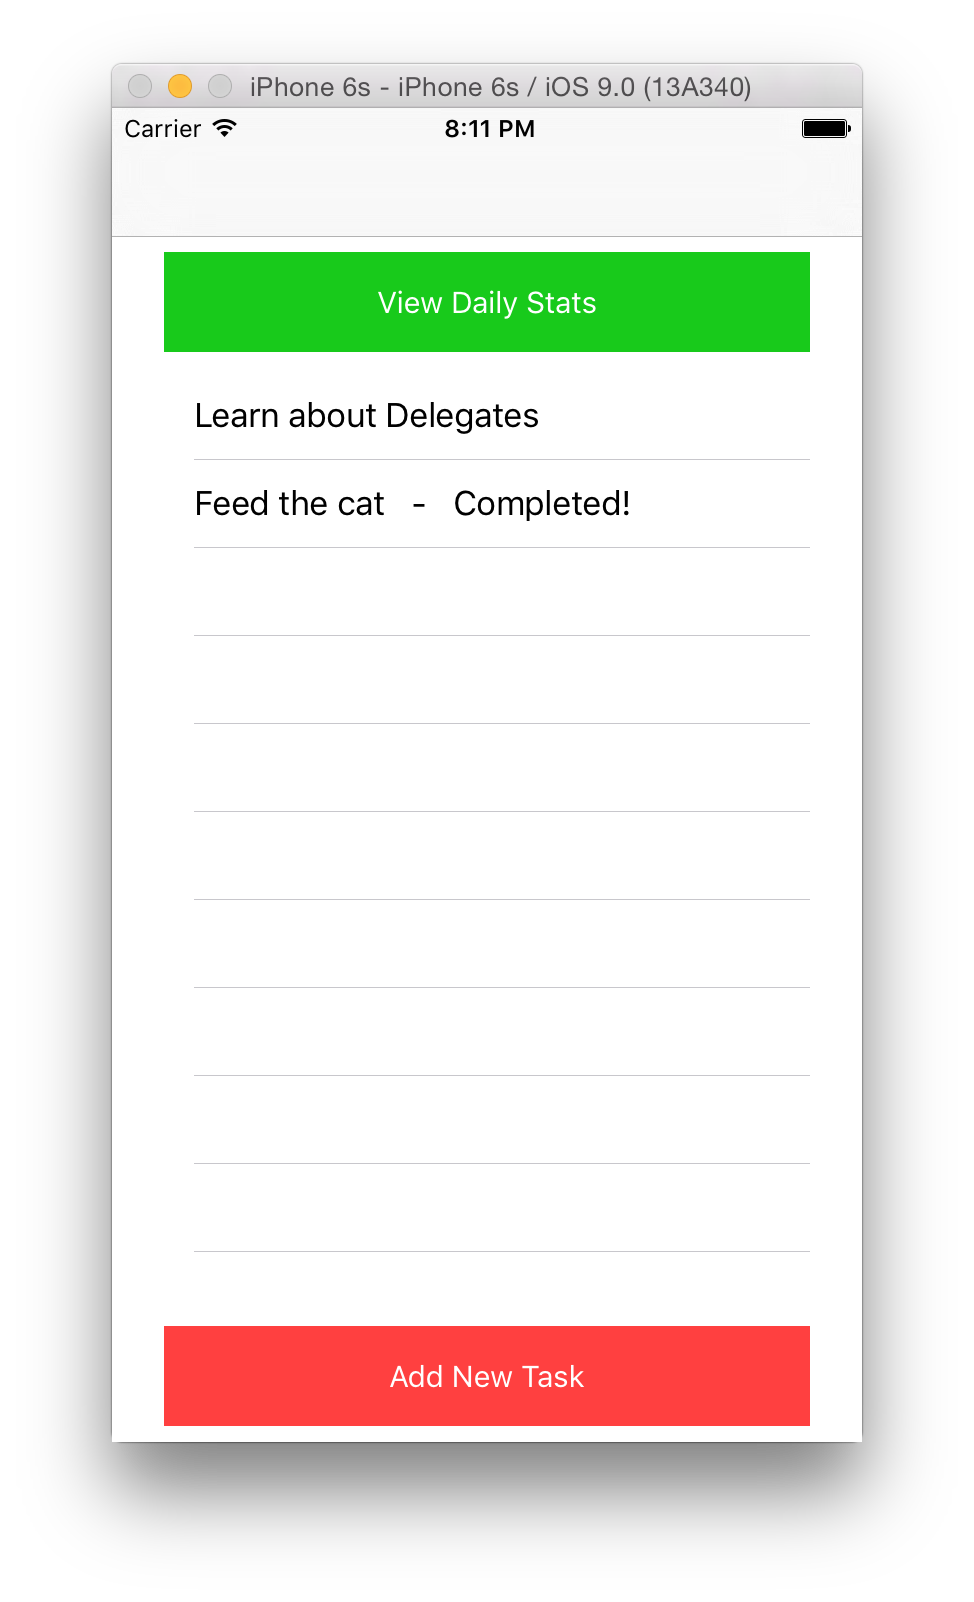 iPhone 6s - iPhone 6s / iOS 9.0 (13A340)
Carrier 8:11 PM
View Daily Stats
Learn about Delegates
Feed the cat - Completed!
Add New Task